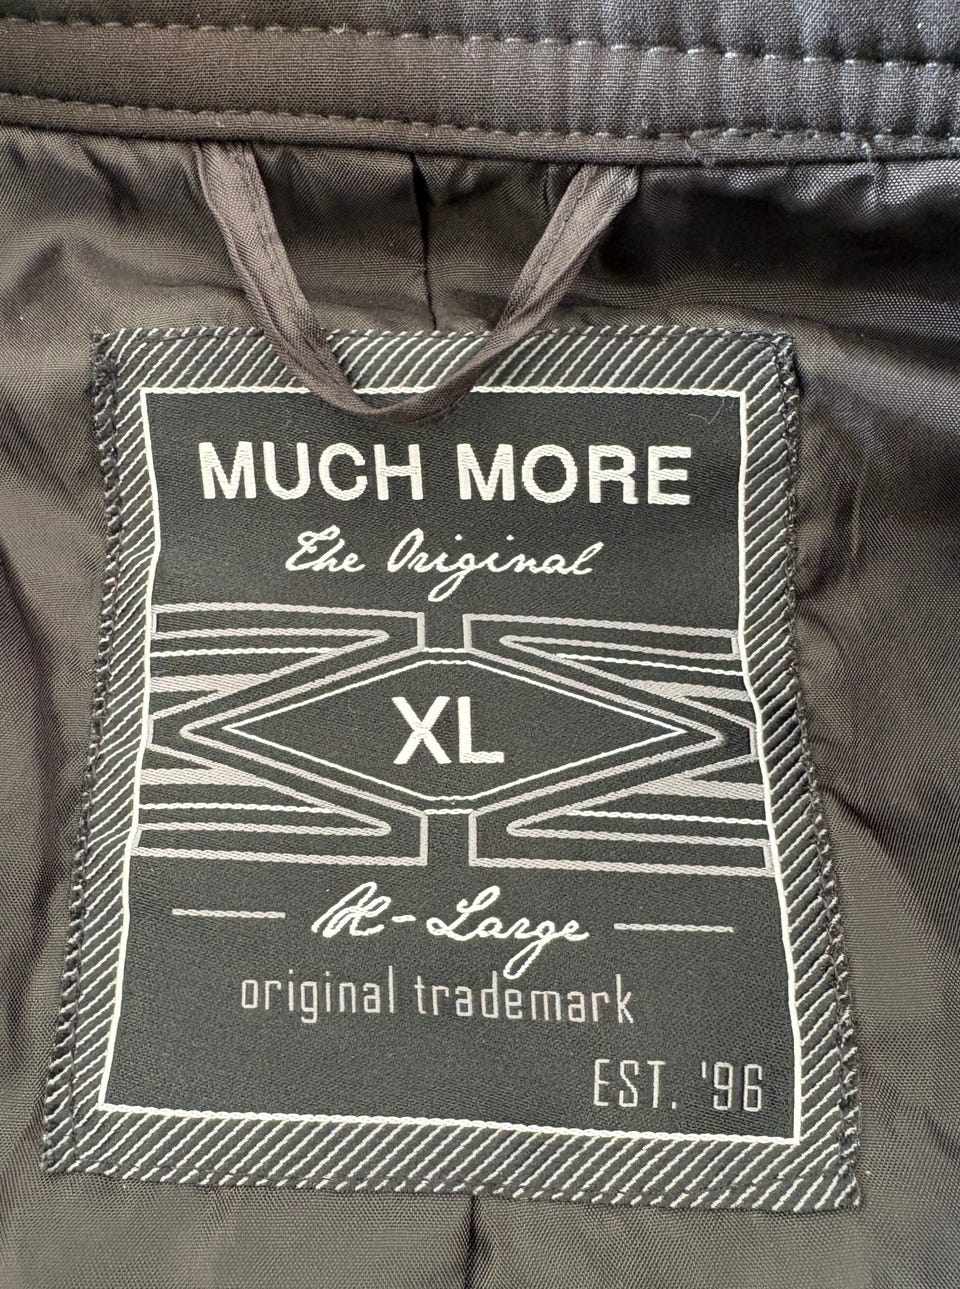 MUCH MORE
The Original
XL
X-Large
original trademark
EST. '96